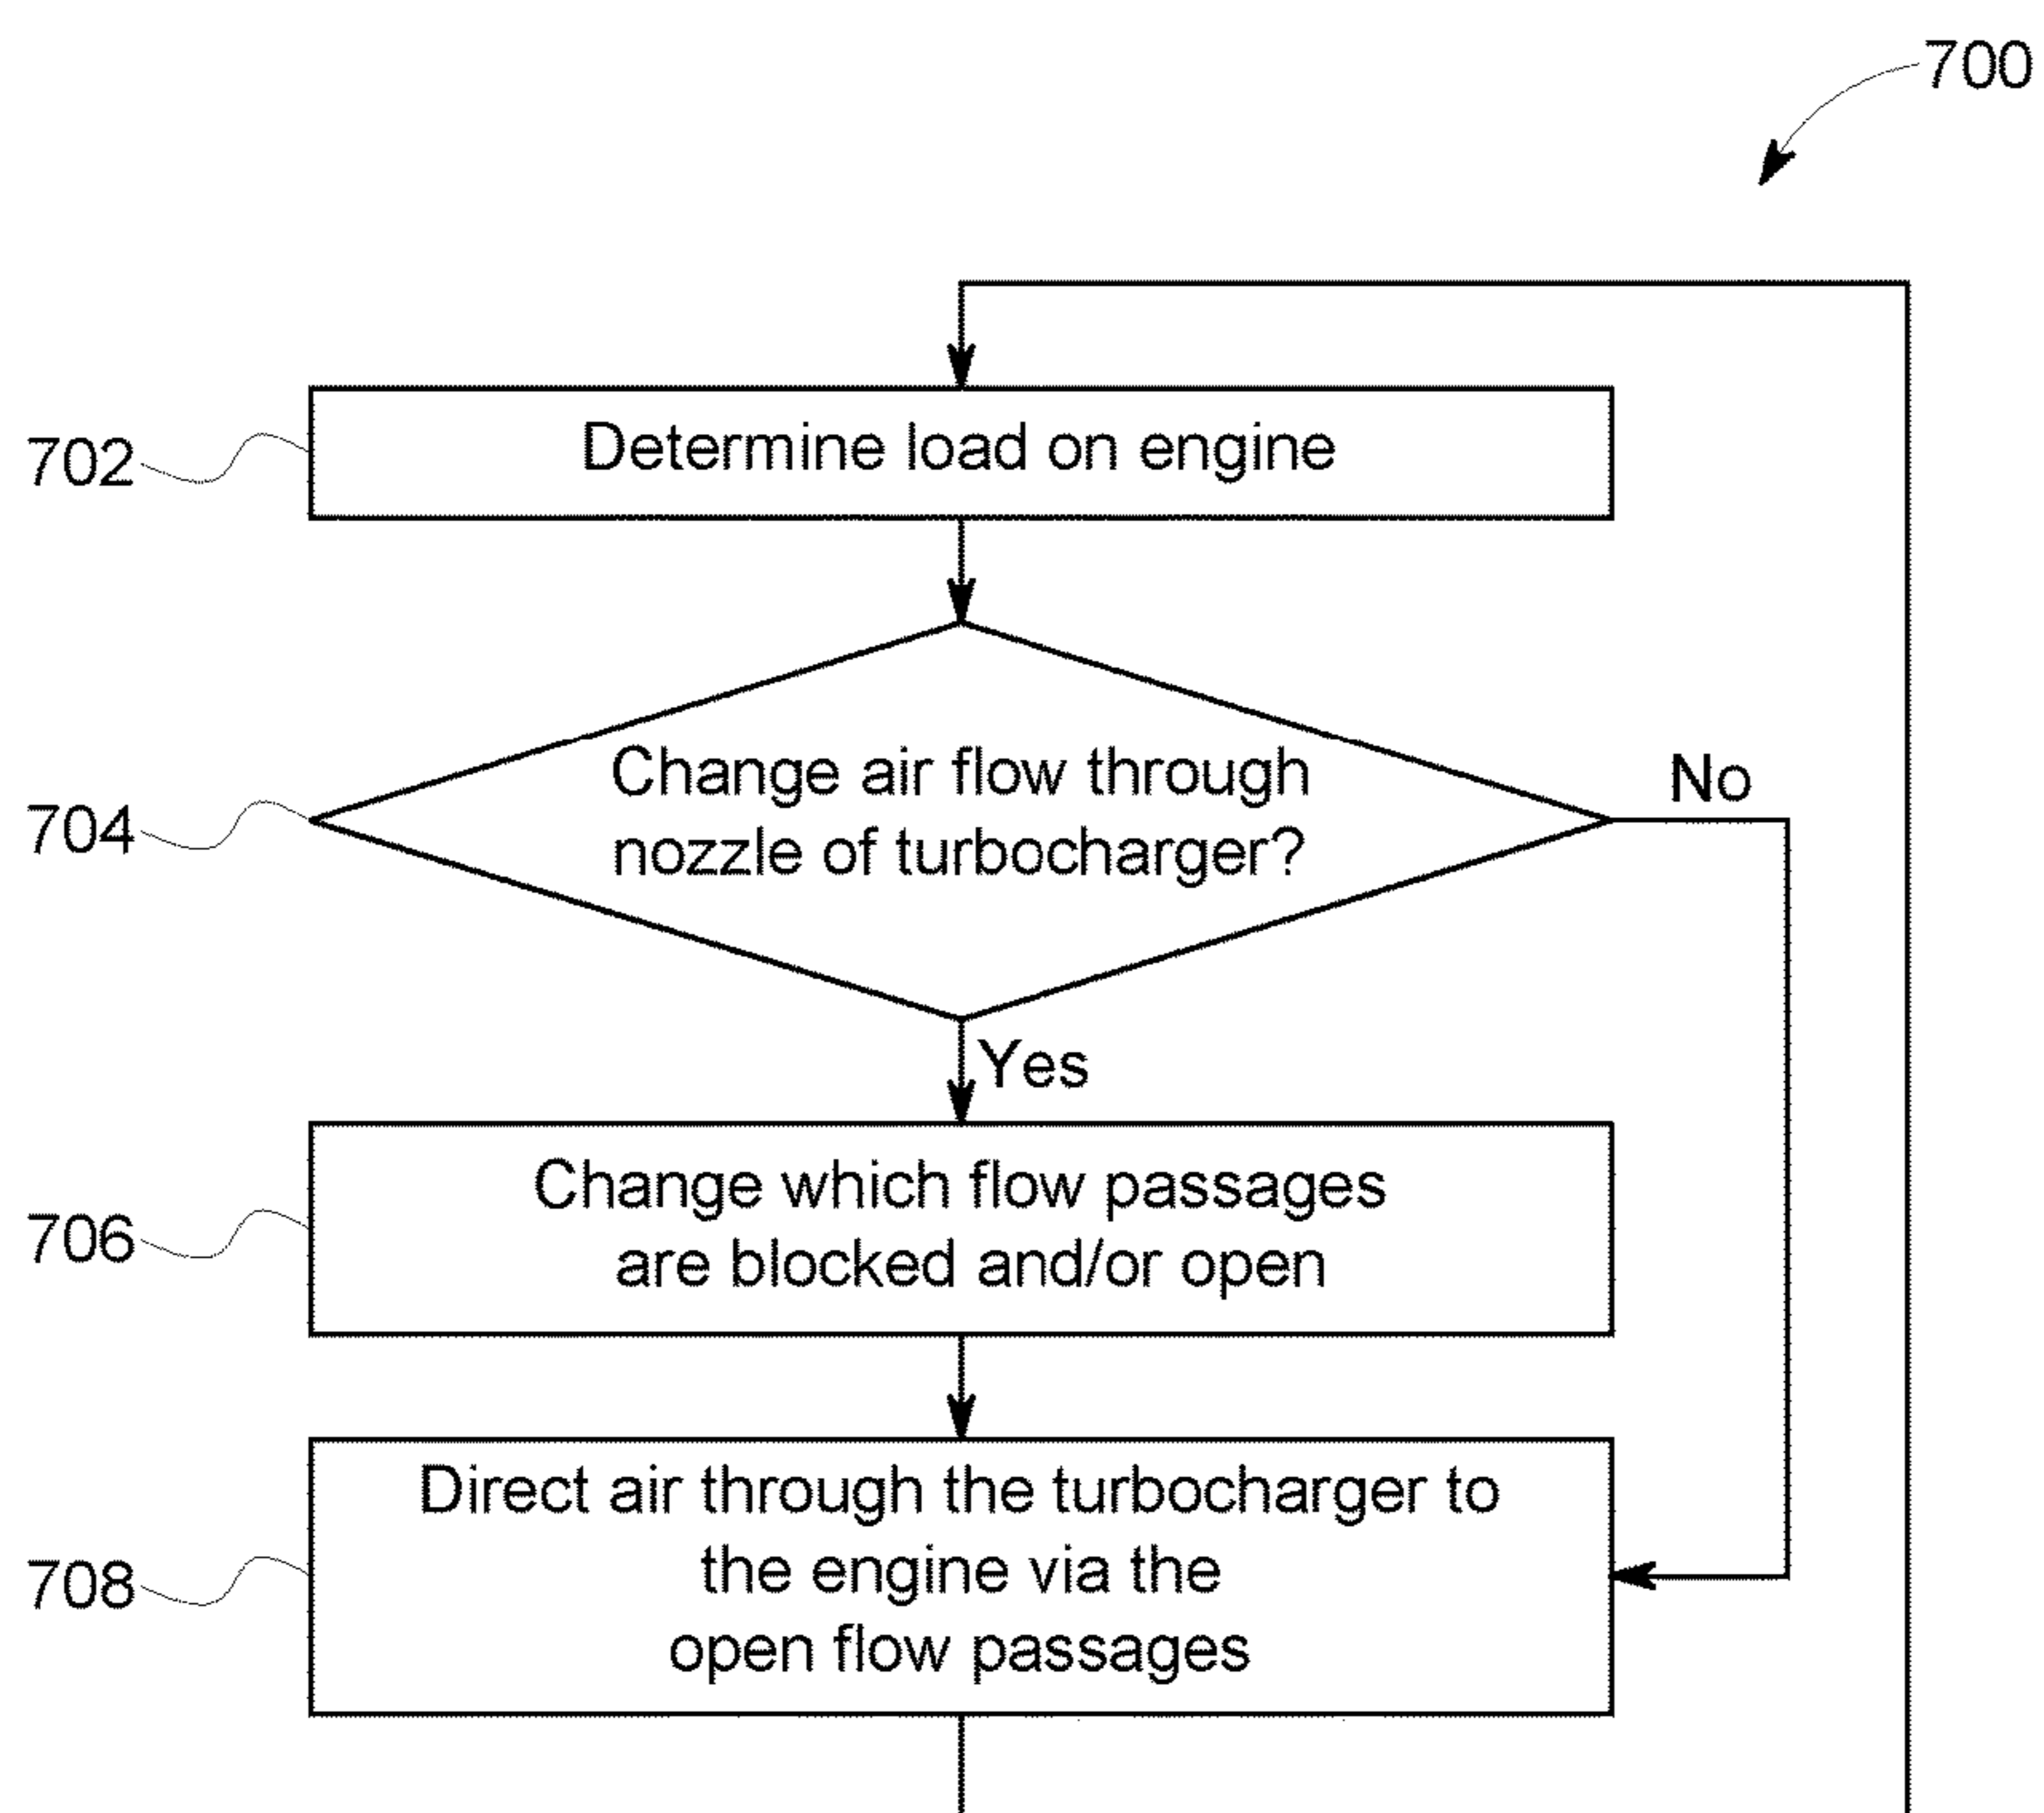 700
702
Determine load on engine
704
Change air flow through
nozzle of turbocharger?
No
Yes
706
Change which flow passages
are blocked and/or open
708
Direct air through the turbocharger to
the engine via the
open flow passages